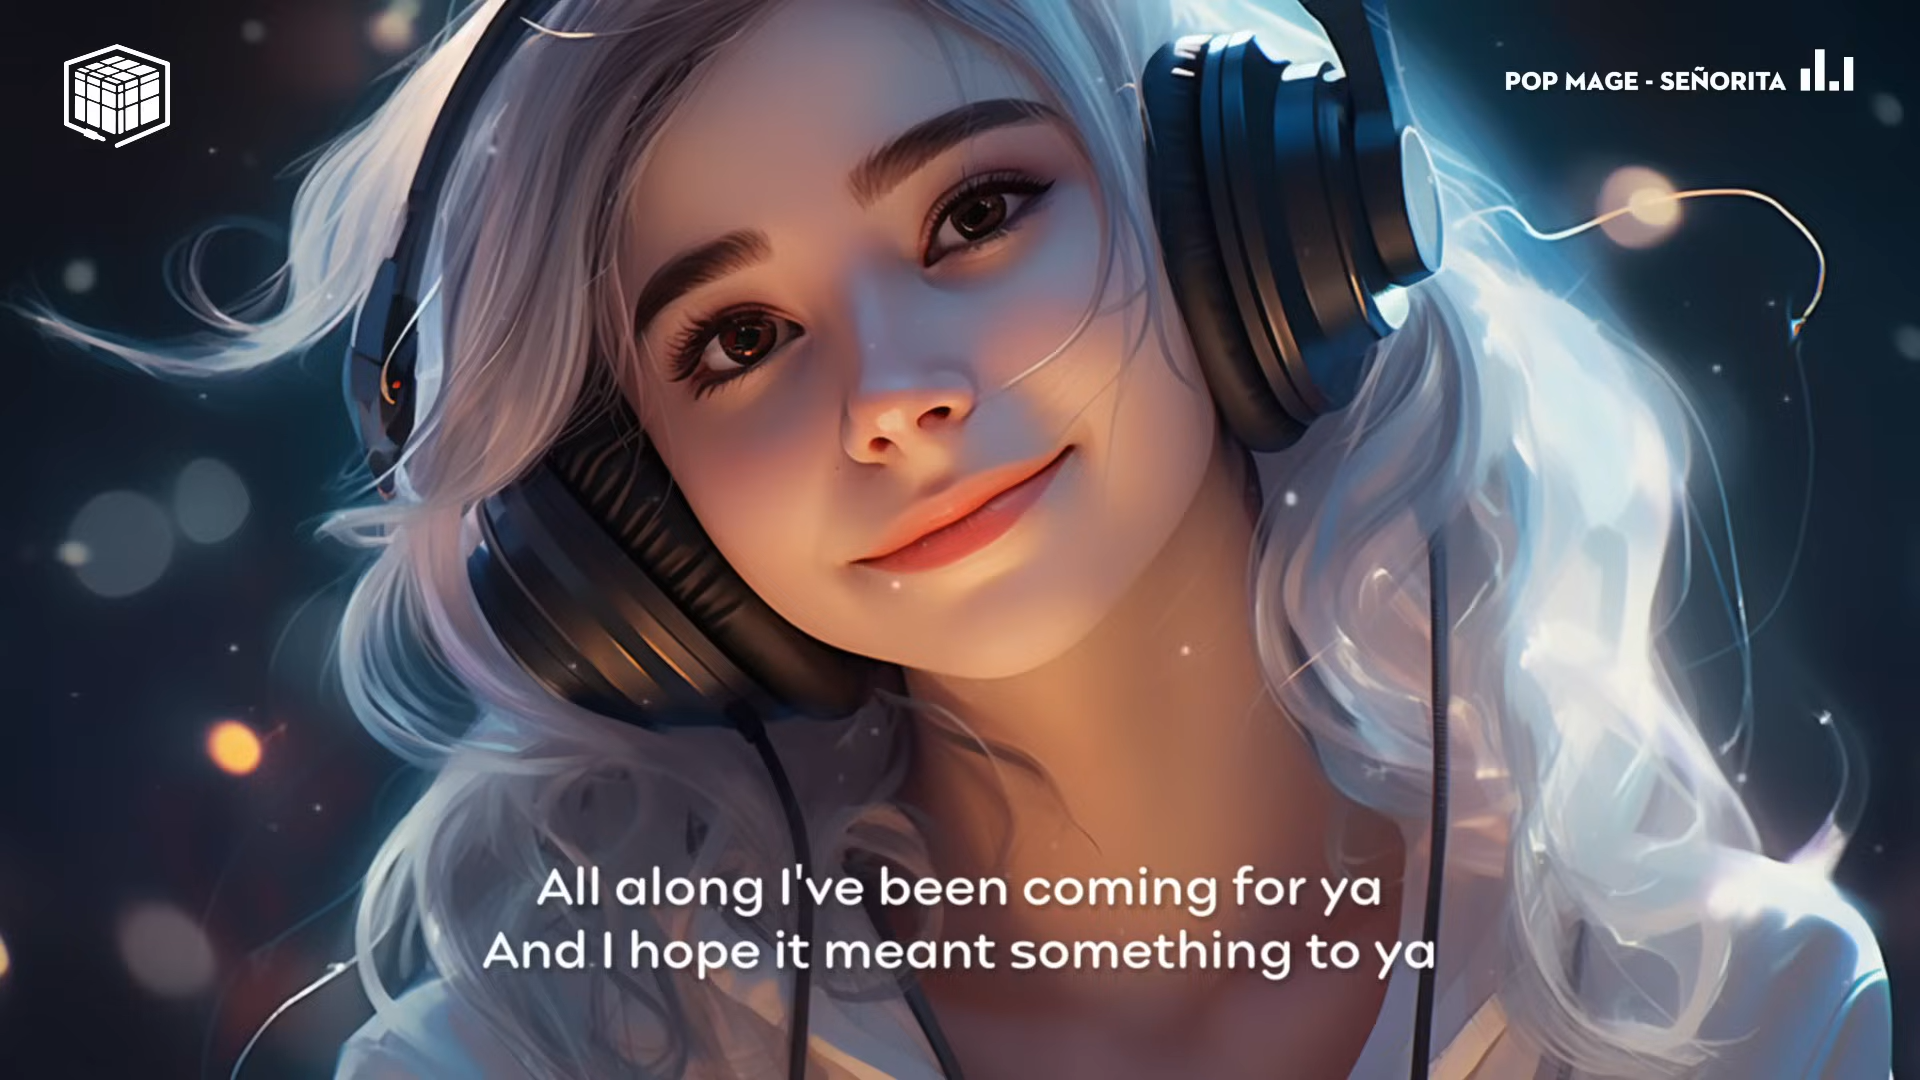 POP MAGE - SEÑORITA
All along I've been coming for ya
And I hope it meant something to ya